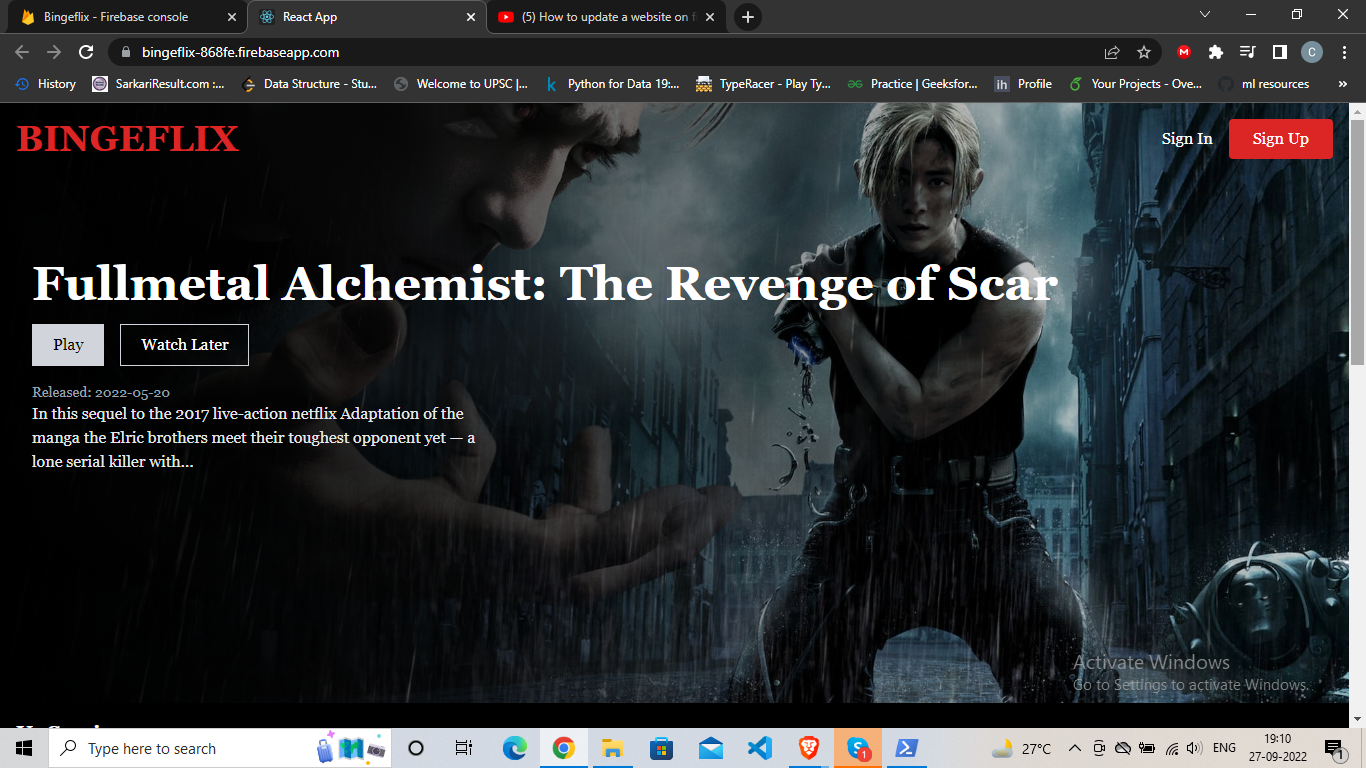 Bingeflix - Firebase console
React App
(5) How to update a website on f
bingeflix-868fe.firebaseapp.com
M
C
History
SarkariResult.com :...
Data Structure - Stu...
Welcome to UPSC |...
k
Python for Data 19:...
TypeRacer - Play Ty...
Practice | Geeksfor...
ih
Profile
Your Projects - Ove...
ml resources
»
BINGEFLIX
Sign In
Sign Up
Fullmetal Alchemist: The Revenge of Scar
Play
Watch Later
Released: 2022-05-20
In this sequel to the 2017 live-action netflix Adaptation of the
manga the Elric brothers meet their toughest opponent yet — a
lone serial killer with...
Activate Windows
Go to Settings to activate Windows.
Type here to search
1
27°C
ENG
19:10
27-09-2022
1